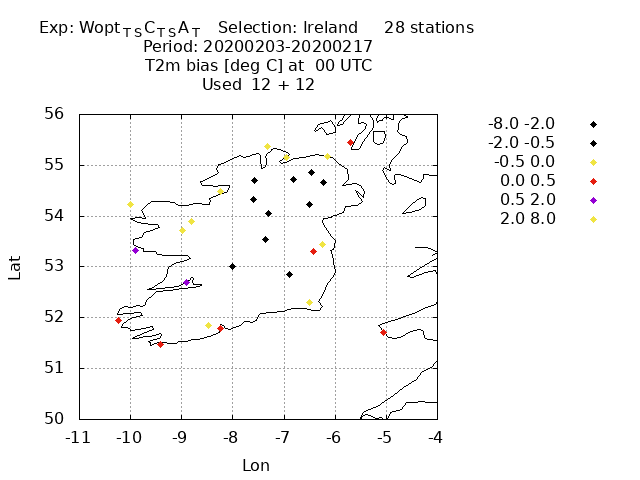 Exp: WoptTSCTSAT   Selection: Ireland     28 stations
Period: 20200203-20200217
T2m bias [deg C] at  00 UTC
Used  12 + 12
56
55
54
53
52
51
50
-11 -10 -9 -8 -7 -6 -5 -4
Lat
Lon
-8.0 -2.0
-2.0 -0.5
-0.5 0.0
0.0 0.5
0.5 2.0
2.0 8.0